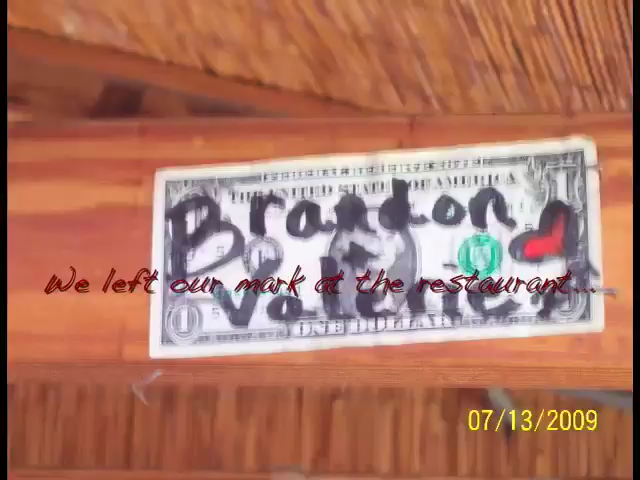 THE UNITED STATES OF AMERICA
Brandon
+
Valerie
We left our mark at the restaurant...
ONE DOLLAR
07/13/2009